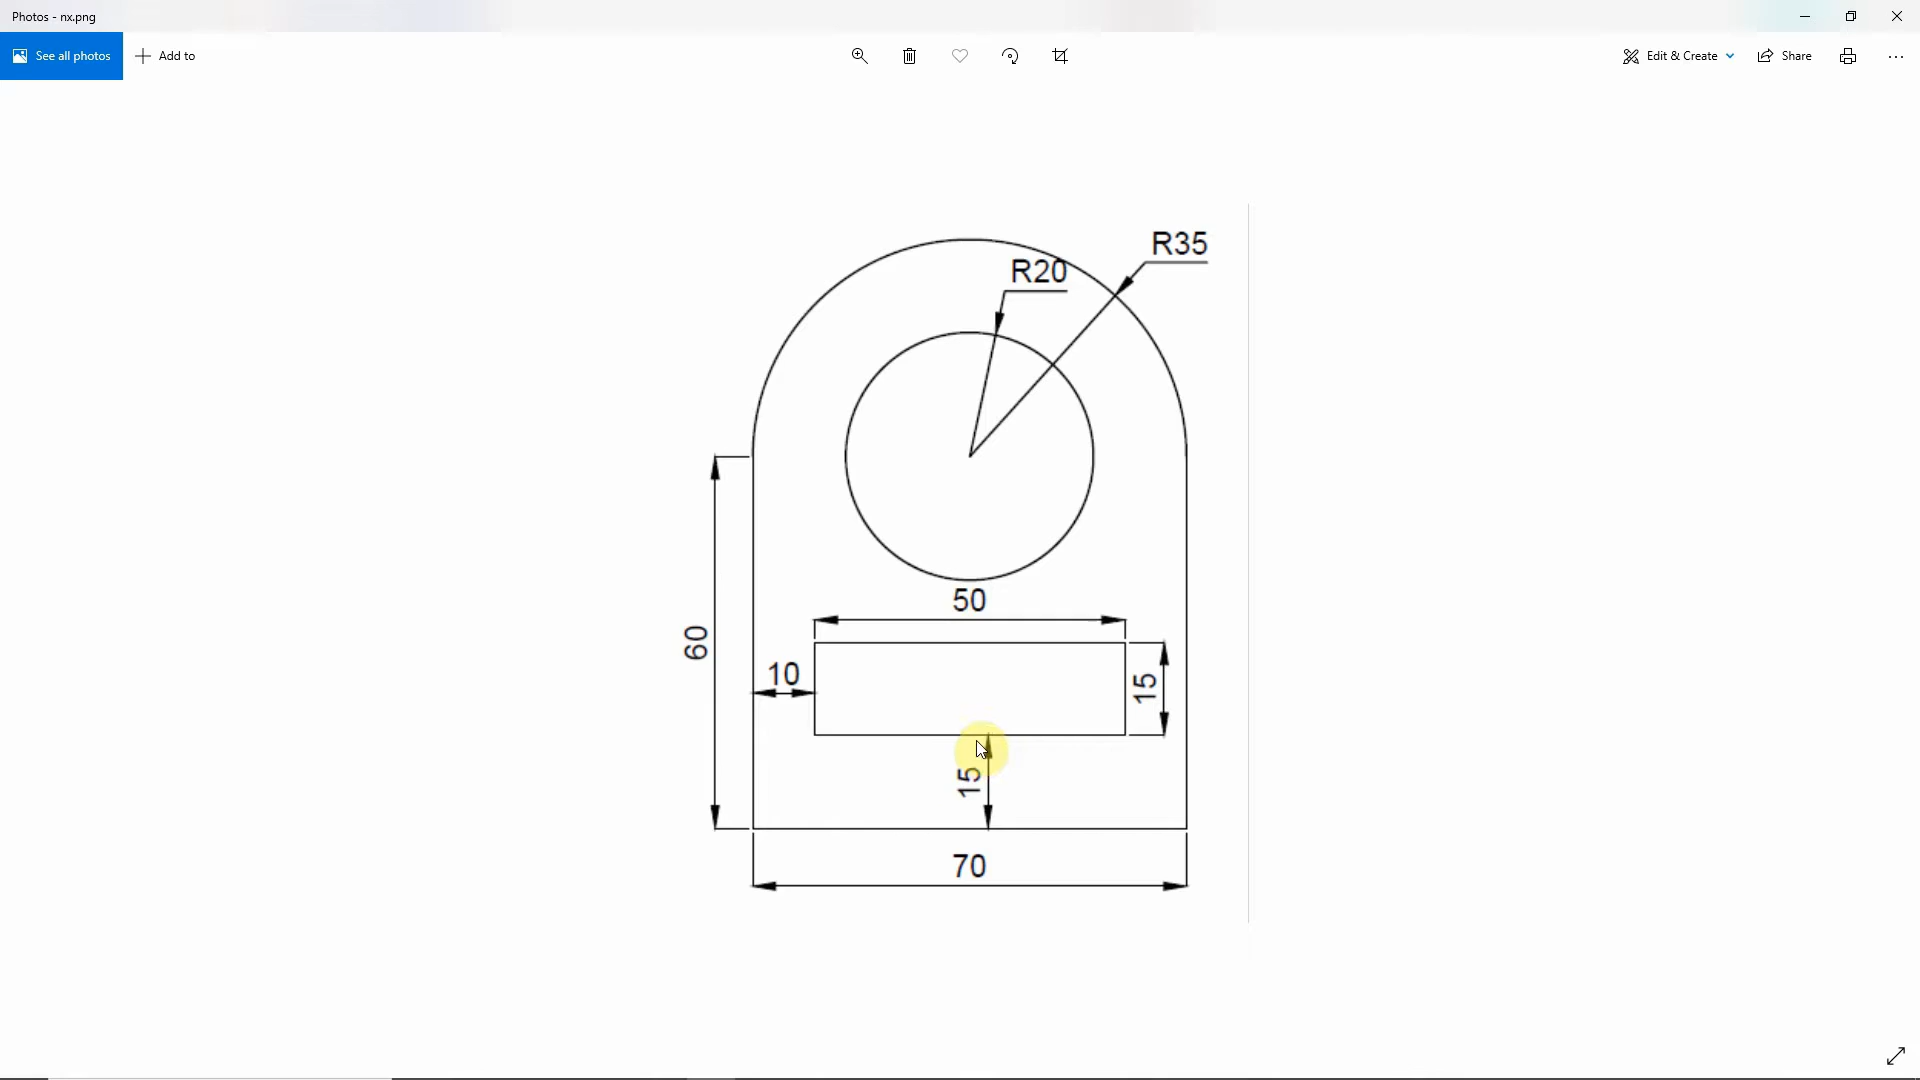 Photos - nx.png
See all photos
Add to
Edit & Create
Share
R35
R20
50
60
10
15
15
70